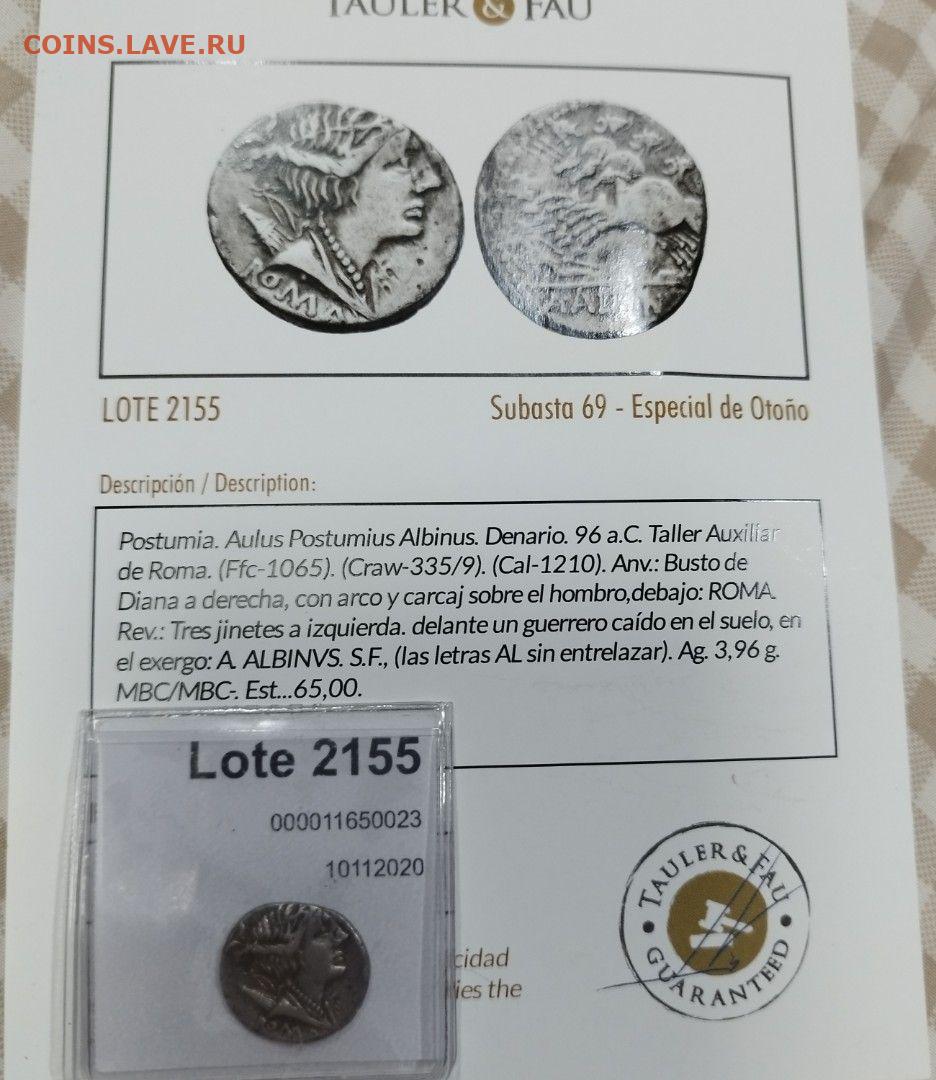 TAULER & FAU
COINS.LAVE.RU
ROMA
LOTE 2155
Subasta 69 - Especial de Otoño
Descripción / Description:
Postumia. Aulus Postumius Albinus. Denario. 96 a.C. Taller Auxiliar
de Roma. (Ffc-1065). (Craw-335/9). (Cal-1210). Anv.: Busto de
Diana a derecha, con arco y carcaj sobre el hombro,debajo: ROMA.
Rev.: Tres jinetes a izquierda. delante un guerrero caído en el suelo, en
el exergo: A. ALBINVS. S.F., (las letras AL sin entrelazar). Ag. 3,96 g.
MBC/MBC-. Est...65,00.
Lote 2155
000011650023
10112020
ROMA
cidad
ies the
TAULER & FAU
GUARANTEED